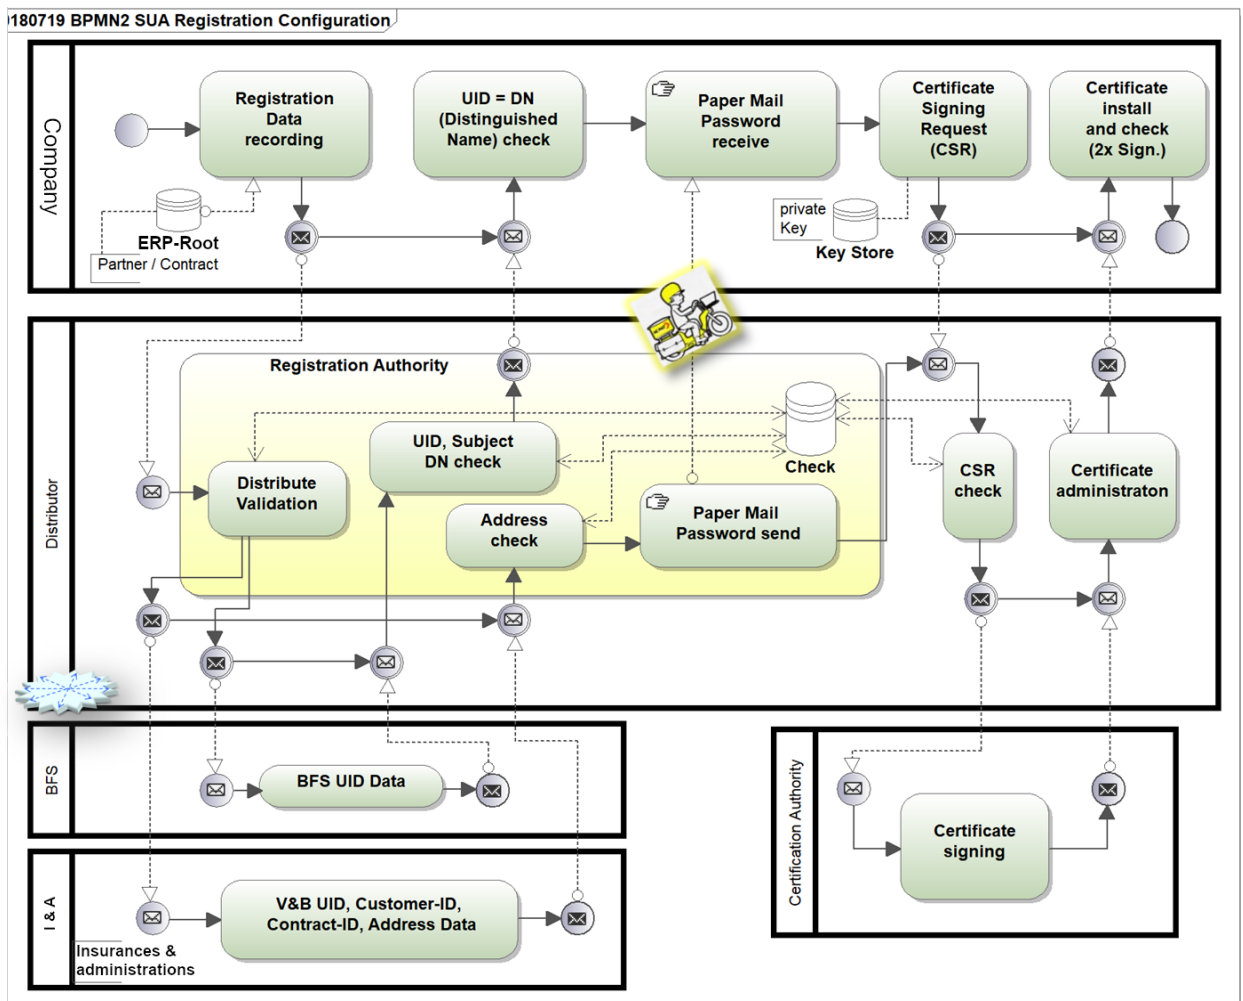 0180719 BPMN2 SUA Registration Configuration
Company
Registration
Data
recording
UID = DN
(Distinguished
Name) check
Paper Mail
Password
receive
Certificate
Signing
Request
(CSR)
Certificate
install
and check
(2x Sign.)
ERP-Root
Partner / Contract
private
Key
Key Store
Distributor
Registration Authority
UID, Subject
DN check
Check
Distribute
Validation
Address
check
Paper Mail
Password send
CSR
check
Certificate
administraton
BFS
BFS UID Data
Certification Authority
Certificate
signing
I & A
V&B UID, Customer-ID,
Contract-ID, Address Data
Insurances &
administrations